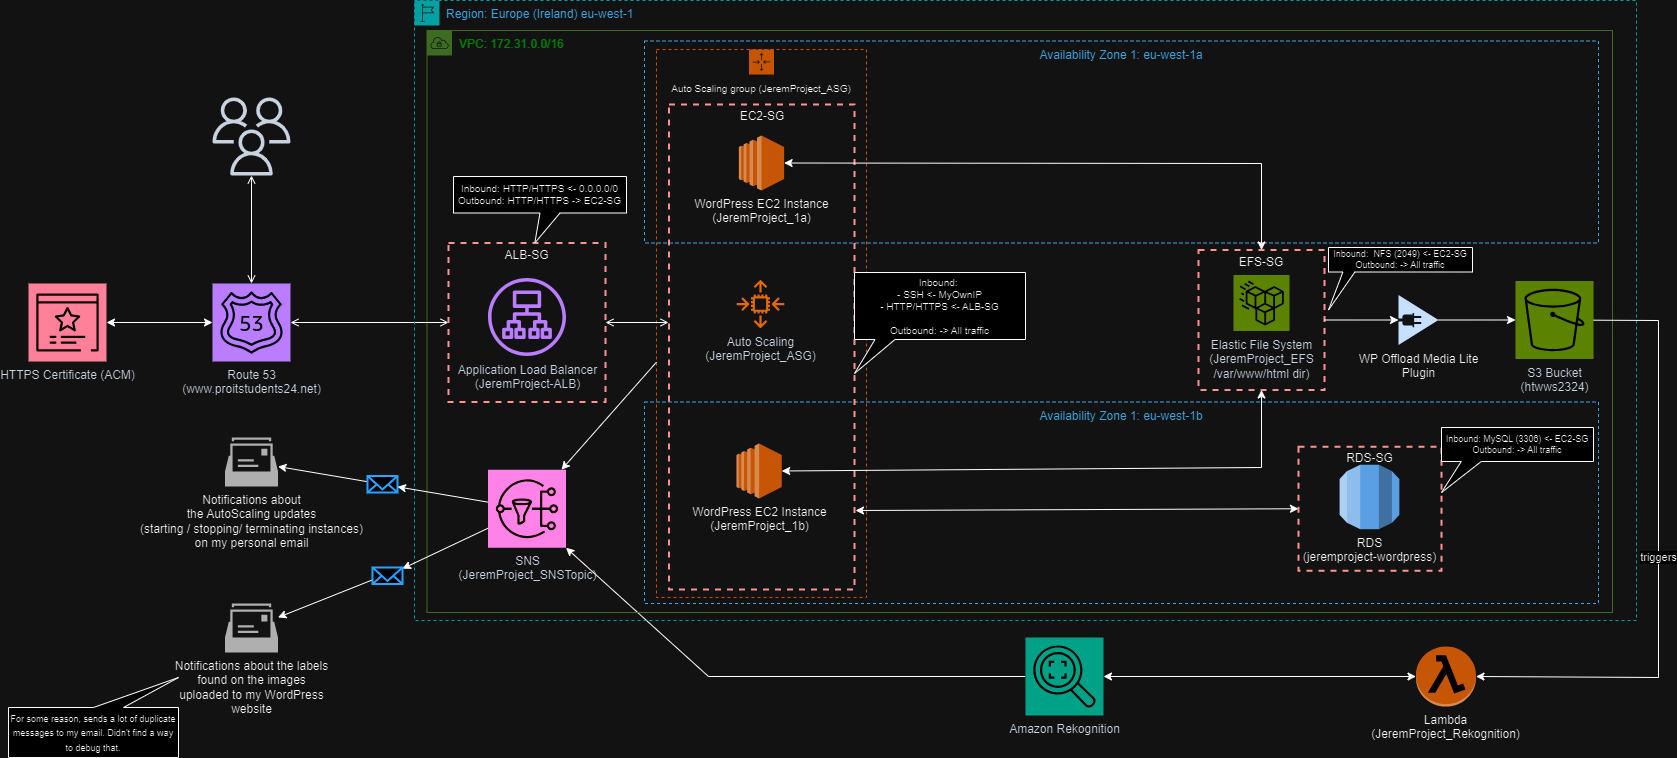 Region: Europe (Ireland) eu-west-1
VPC: 172.31.0.0/16
Availability Zone 1: eu-west-1a
Auto Scaling group (JeremProject_ASG)
EC2-SG
WordPress EC2 Instance
(JeremProject_1a)
Inbound: HTTP/HTTPS <- 0.0.0.0/0
Outbound: HTTP/HTTPS -> EC2-SG
ALB-SG
Application Load Balancer
(JeremProject-ALB)
Auto Scaling
(JeremProject_ASG)
Inbound:
- SSH <- MyOwnIP
- HTTP/HTTPS <- ALB-SG
Outbound: -> All traffic
EFS-SG
Elastic File System
(JeremProject_EFS
/var/www/html dir)
Inbound: NFS (2049) <- EC2-SG
Outbound: -> All traffic
WP Offload Media Lite
Plugin
S3 Bucket
(htwws2324)
HTTPS Certificate (ACM)
53
Route 53
(www.proitstudents24.net)
Availability Zone 1: eu-west-1b
WordPress EC2 Instance
(JeremProject_1b)
RDS-SG
RDS
(jeremproject-wordpress)
Inbound: MySQL (3306) <- EC2-SG
Outbound: -> All traffic
Notifications about
the AutoScaling updates
(starting / stopping/ terminating instances)
on my personal email
SNS
(JeremProject_SNSTopic)
triggers
Notifications about the labels
found on the images
uploaded to my WordPress
website
For some reason, sends a lot of duplicate
messages to my email. Didn't find a way
to debug that.
Amazon Rekognition
Lambda
(JeremProject_Rekognition)